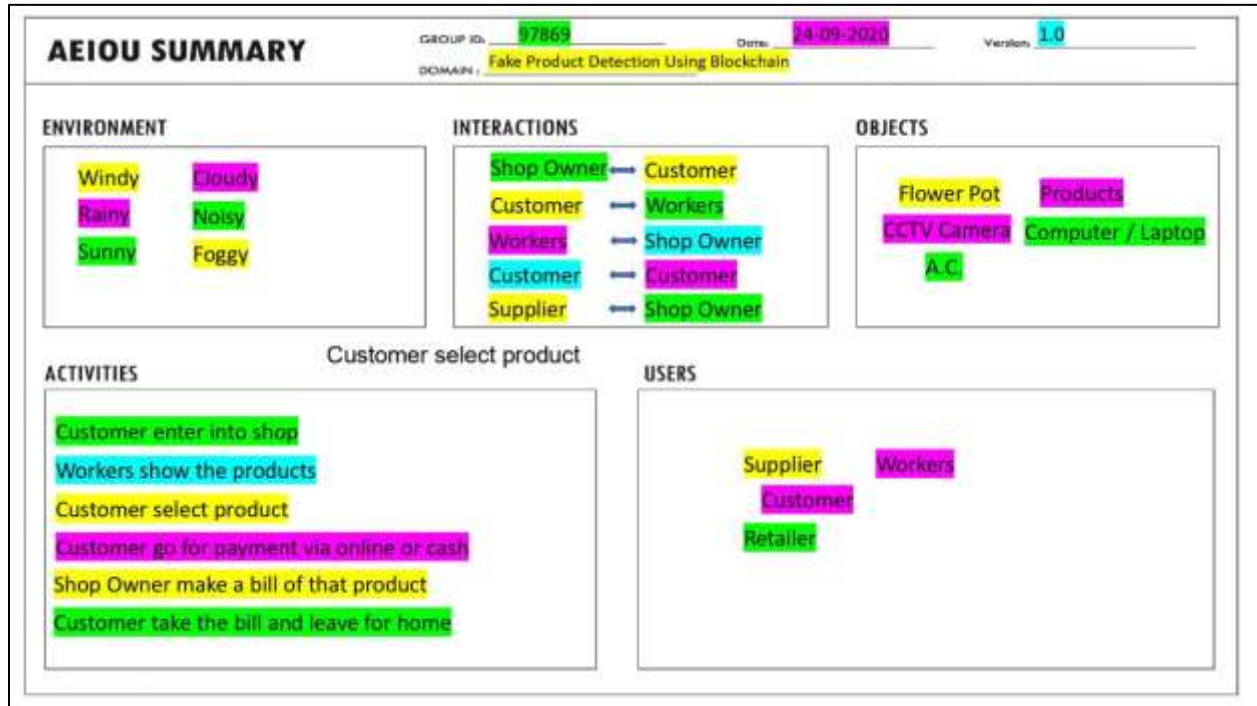 AEIOU SUMMARY
GROUP ID: 97869 Date: 24-09-2020 Version: 1.0
DOMAIN : Fake Product Detection Using Blockchain
ENVIRONMENT
Windy Cloudy
Rainy Noisy
Sunny Foggy
INTERACTIONS
Shop Owner Customer
Customer Workers
Workers Shop Owner
Customer Customer
Supplier Shop Owner
OBJECTS
Flower Pot Products
CCTV Camera Computer / Laptop
A.C.
Customer select product
ACTIVITIES
Customer enter into shop
Workers show the products
Customer select product
Customer go for payment via online or cash
Shop Owner make a bill of that product
Customer take the bill and leave for home
USERS
Supplier Workers
Customer
Retailer